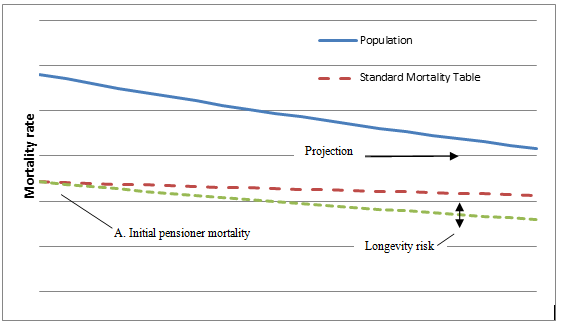 Population
Standard Mortality Table
Mortality rate
Projection
A. Initial pensioner mortality
Longevity risk